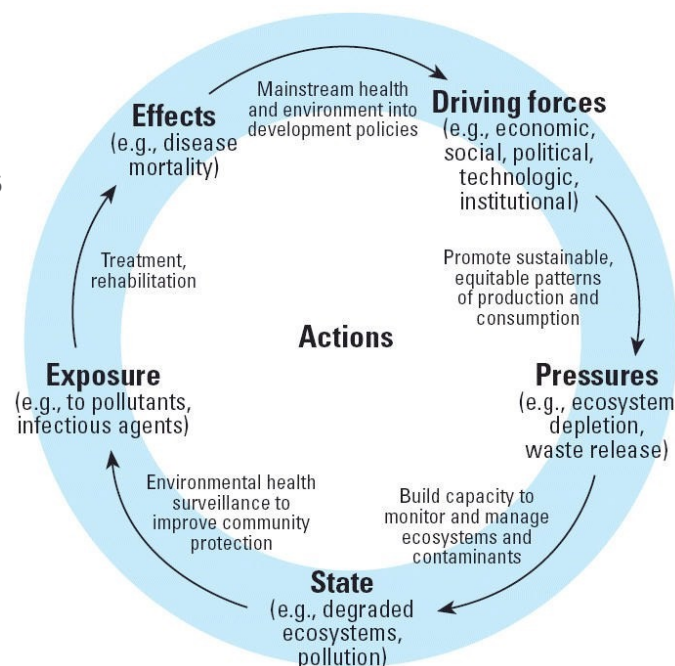 Effects
(e.g., disease
mortality)
Mainstream health
and environment into
development policies
Driving forces
(e.g., economic,
social, political,
technologic,
institutional)
Treatment,
rehabilitation
Promote sustainable,
equitable patterns
of production and
consumption
Actions
Exposure
(e.g., to pollutants,
infectious agents)
Pressures
(e.g., ecosystem
depletion,
waste release)
Environmental health
surveillance to
improve community
protection
Build capacity to
monitor and manage
ecosystems and
contaminants
State
(e.g., degraded
ecosystems,
pollution)